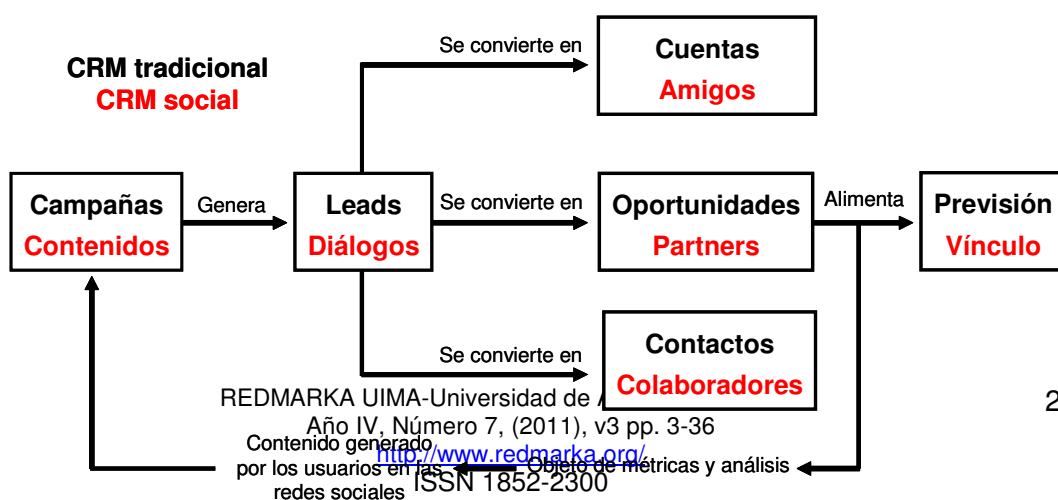 CRM tradicional
CRM social
Se convierte en
Cuentas
Amigos
Campañas
Contenidos
Genera
Leads
Diálogos
Se convierte en
Oportunidades
Partners
Alimenta
Previsión
Vínculo
Se convierte en
Contactos
Colaboradores
REDMARKA UIMA-Universidad de
2
Año IV, Número 7, (2011), v3 pp. 3-36
http://www.redmarka.org/
ISSN 1852-2300
Contenido generado
por los usuarios en las
redes sociales
Objeto de métricas y análisis